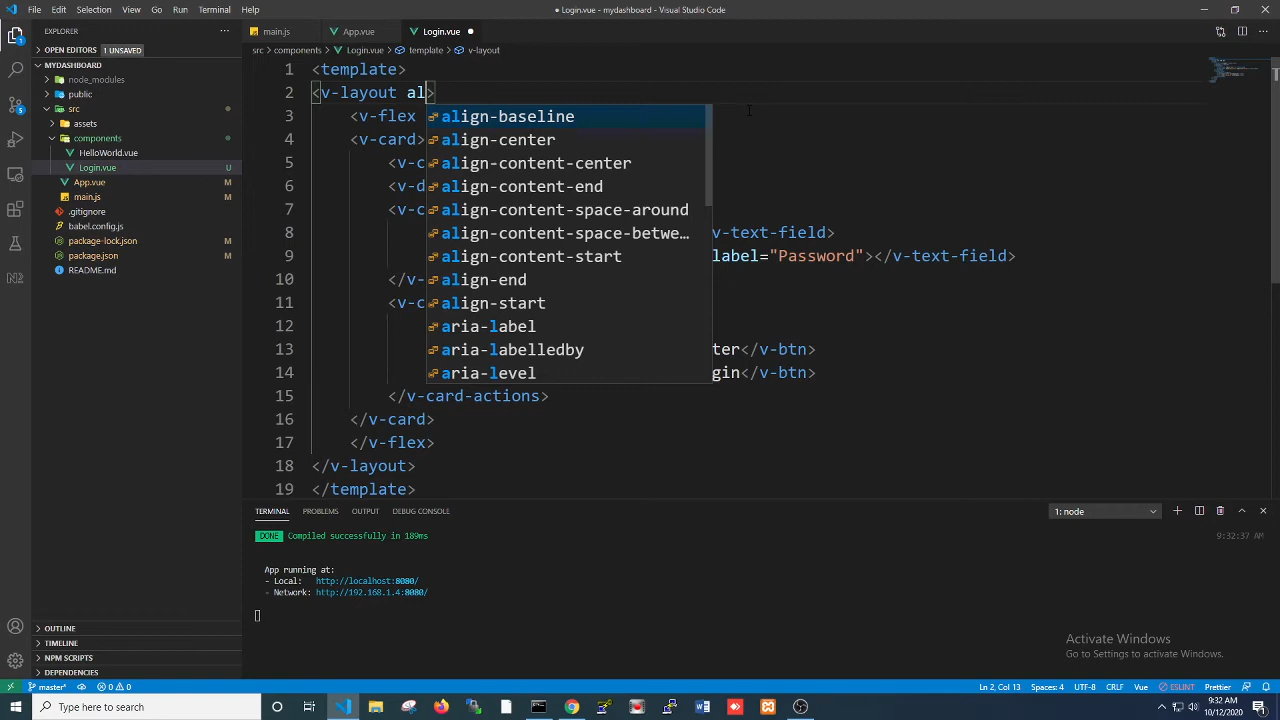 File Edit Selection View Go Run Terminal Help
● Login.vue - mydashboard - Visual Studio Code
EXPLORER
main.js
App.vue
Login.vue ●
src > components > Login.vue > template > v-layout
OPEN EDITORS 1 UNSAVED
MYDASHBOARD
node_modules
public
src
assets
components
HelloWorld.vue
Login.vue U
App.vue M
main.js M
.gitignore
babel.config.js
package-lock.json M
package.json M
README.md
OUTLINE
TIMELINE
NPM SCRIPTS
DEPENDENCIES
1 <template>
2 <v-layout al>
3 <v-flex
4 <v-card>
5 <v-c
6 <v-d
7 <v-c
8 v-text-field>
9 label="Password"></v-text-field>
10 </v-
11 <v-c
12
13 ter</v-btn>
14 gin</v-btn>
15 </v-card-actions>
16 </v-card>
17 </v-flex>
18 </v-layout>
19 </template>
align-baseline
align-center
align-content-center
align-content-end
align-content-space-around
align-content-space-betwe…
align-content-start
align-end
align-start
aria-label
aria-labelledby
aria-level
TERMINAL PROBLEMS OUTPUT DEBUG CONSOLE
1: node
DONE Compiled successfully in 189ms
9:32:37 AM
App running at:
- Local: http://localhost:8080/
- Network: http://192.168.1.4:8080/
Activate Windows
Go to Settings to activate Windows.
master* 0 0
Ln 2, Col 13 Spaces: 4 UTF-8 CRLF Vue ESLINT Prettier
Type here to search
9:32 AM
10/12/2020